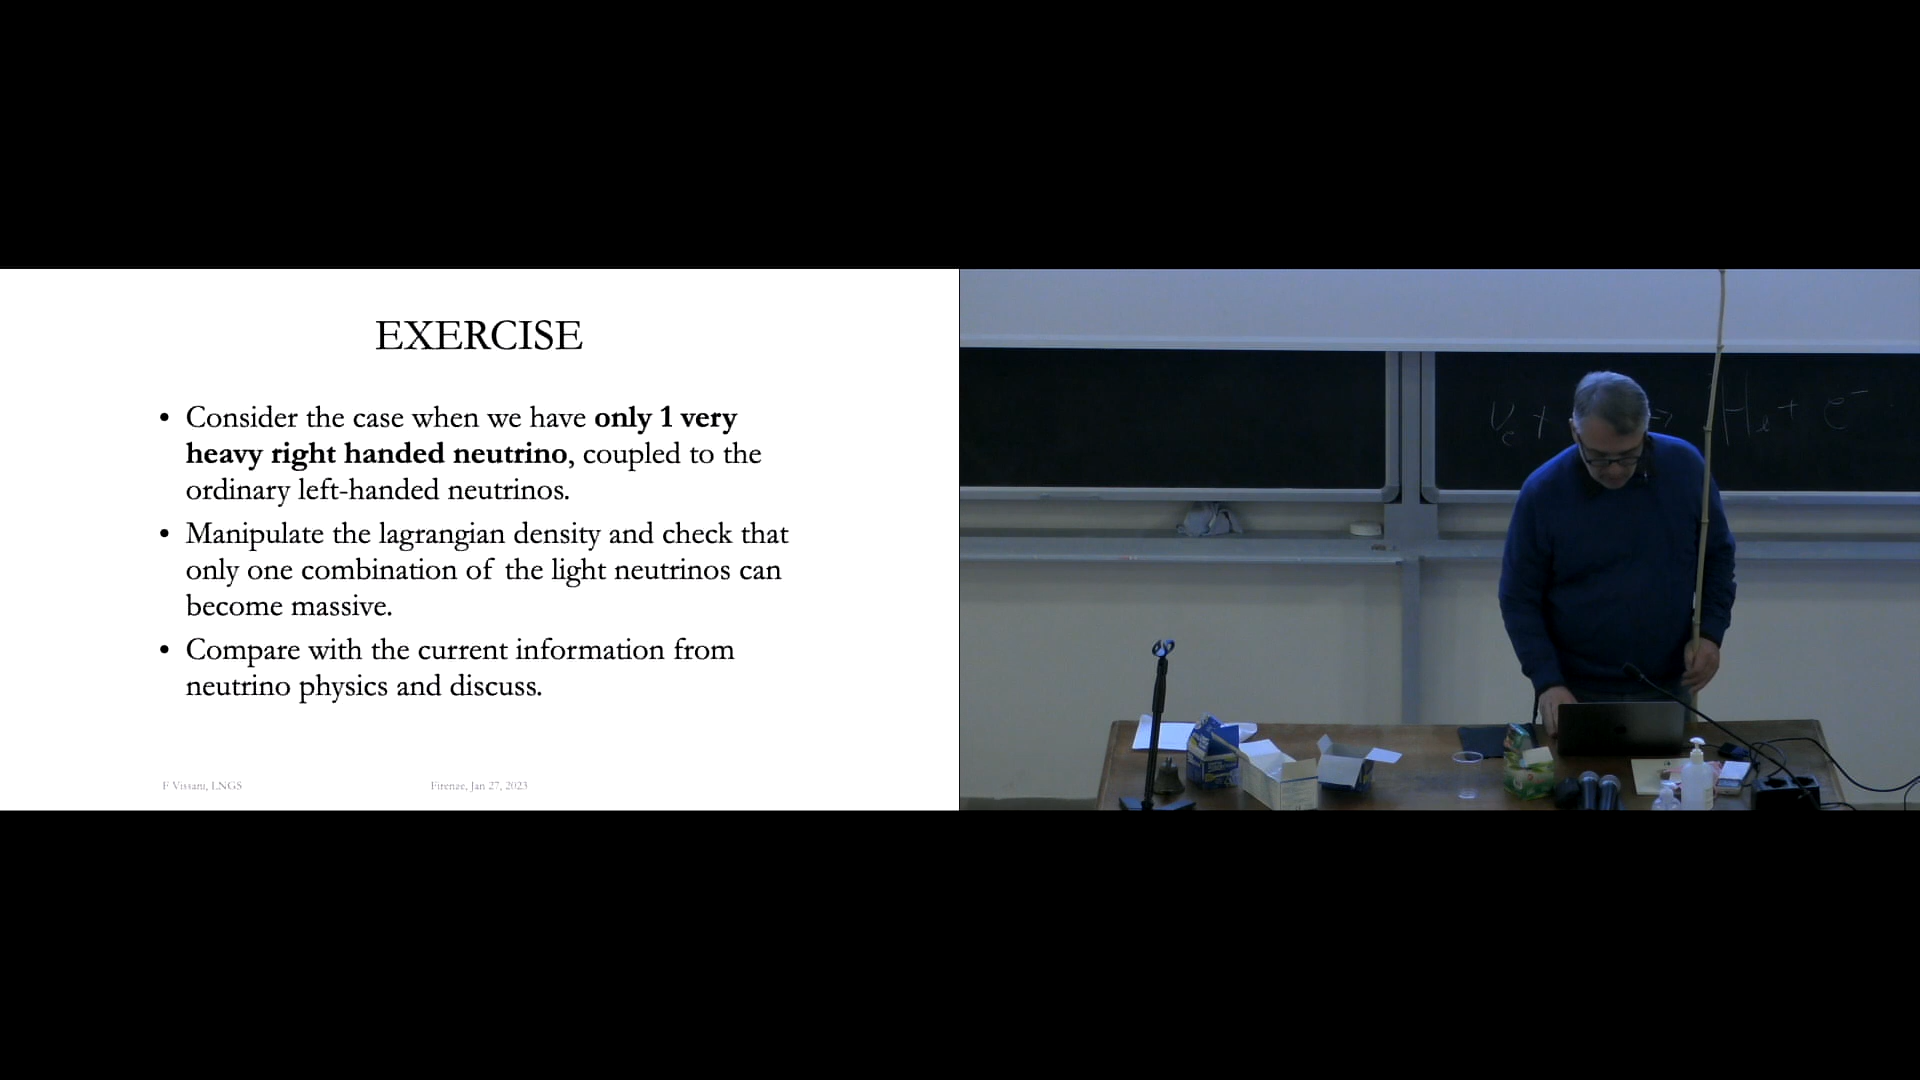 EXERCISE
• Consider the case when we have only 1 very
heavy right handed neutrino, coupled to the
ordinary left-handed neutrinos.
• Manipulate the lagrangian density and check that
only one combination of the light neutrinos can
become massive.
• Compare with the current information from
neutrino physics and discuss.
F Vissani, LNGS
Firenze, Jan 27, 2023
ν_e + → He + e⁻